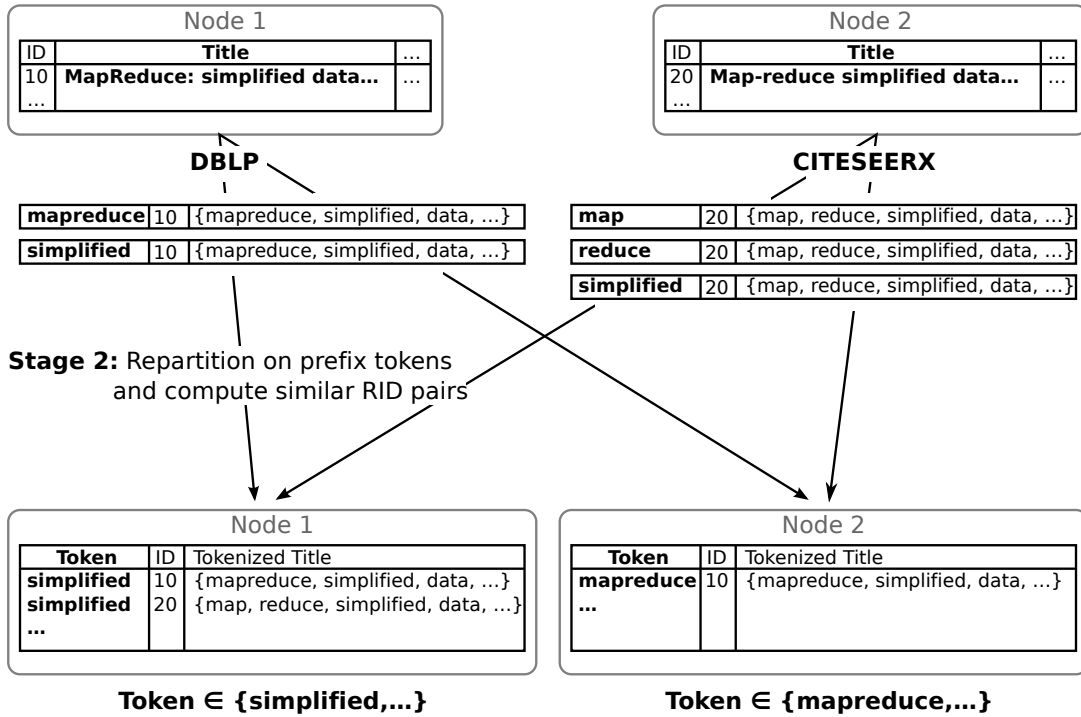 Node 1
ID Title ...
10 MapReduce: simplified data... ...
...
Node 2
ID Title ...
20 Map-reduce simplified data... ...
...
DBLP
CITESEERX
mapreduce 10 {mapreduce, simplified, data, ...}
simplified 10 {mapreduce, simplified, data, ...}
map 20 {map, reduce, simplified, data, ...}
reduce 20 {map, reduce, simplified, data, ...}
simplified 20 {map, reduce, simplified, data, ...}
Stage 2: Repartition on prefix tokens
and compute similar RID pairs
Node 1
Token ID Tokenized Title
simplified 10 {mapreduce, simplified, data, ...}
simplified 20 {map, reduce, simplified, data, ...}
...
Token ∈ {simplified,...}
Node 2
Token ID Tokenized Title
mapreduce 10 {mapreduce, simplified, data, ...}
...
Token ∈ {mapreduce,...}